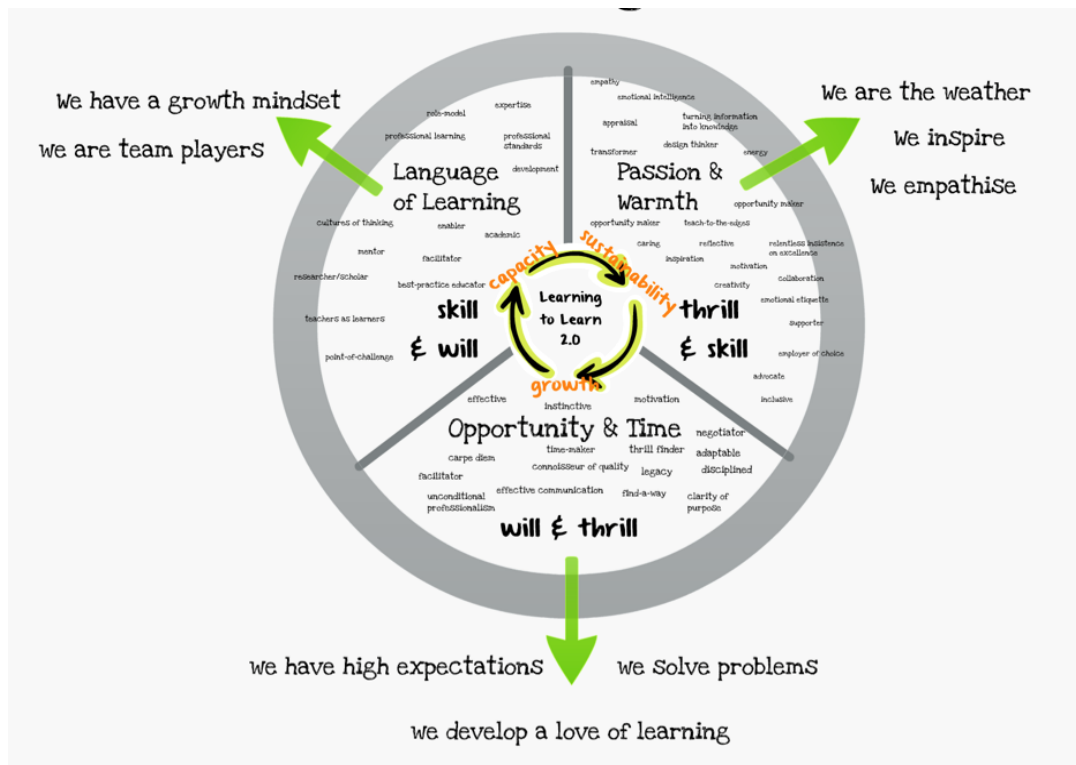 We have a growth mindset
we are team players
We are the weather
We inspire
We empathise
role-model
expertise
professional learning
professional
standards
development
Language
of Learning
cultures of thinking
enabler
academic
mentor
facilitator
researcher/scholar
best-practice educator
teachers as learners
point-of-challenge
skill
& will
empathy
emotional intelligence
appraisal
turning information
into knowledge
transformer
design thinker
energy
Passion &
Warmth
opportunity maker
opportunity maker
teach-to-the-edges
caring
reflective
relentless insistence
on excellence
inspiration
motivation
collaboration
creativity
emotional etiquette
supporter
employer of choice
advocate
inclusive
thrill
& skill
capacity
sustainability
growth
Learning
to Learn
2.0
effective
instinctive
motivation
Opportunity & Time
negotiator
time-maker
thrill finder
adaptable
carpe diem
connoisseur of quality
legacy
disciplined
facilitator
unconditional
professionalism
effective communication
find-a-way
clarity of
purpose
will & thrill
we have high expectations
we solve problems
we develop a love of learning